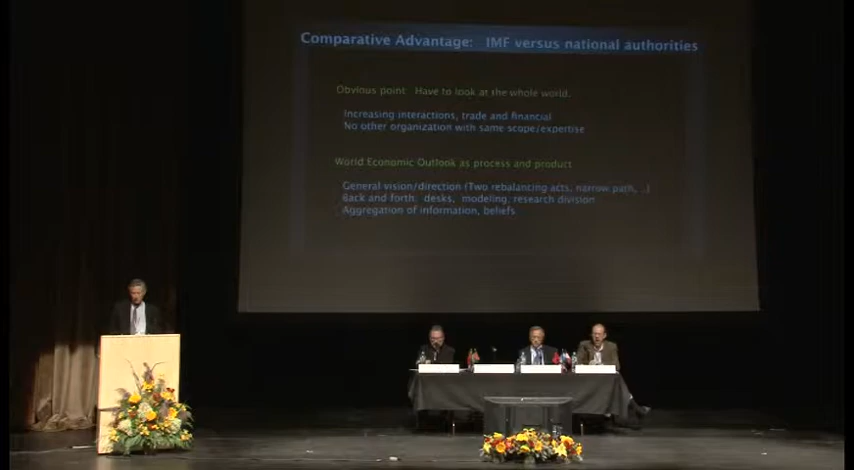 Comparative Advantage: IMF versus national authorities
Obvious point: Have to look at the whole world.
Increasing interactions, trade and financial
No other organization with same scope/expertise
World Economic Outlook as process and product
General vision/direction (Two rebalancing acts, narrow path, ..)
Back and forth: desks, modeling, research division
Aggregation of information, beliefs